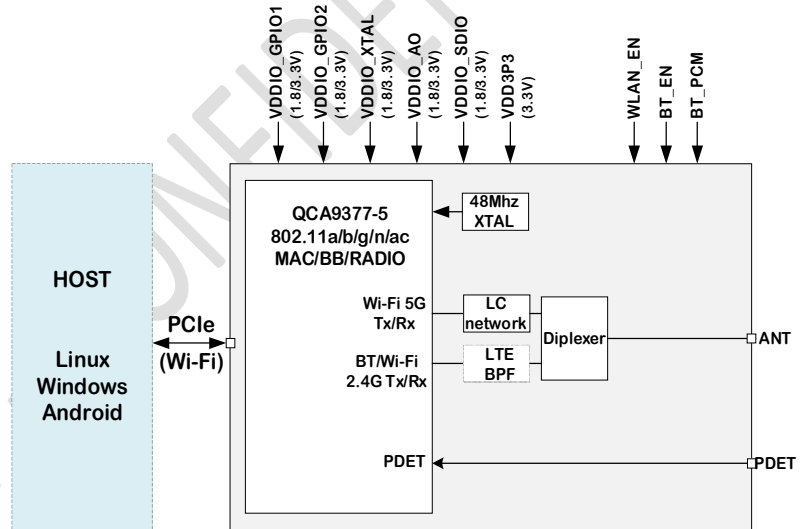 VDDIO_GPIO1
(1.8/3.3V)
VDDIO_GPIO2
(1.8/3.3V)
VDDIO_XTAL
(1.8/3.3V)
VDDIO_AO
(1.8/3.3V)
VDDIO_SDIO
(1.8/3.3V)
VDD3P3
(3.3V)
WLAN_EN
BT_EN
BT_PCM
HOST
Linux
Windows
Android
PCIe
(Wi-Fi)
QCA9377-5
802.11a/b/g/n/ac
MAC/BB/RADIO
48Mhz
XTAL
Wi-Fi 5G
Tx/Rx
LC
network
BT/Wi-Fi
2.4G Tx/Rx
LTE
BPF
Diplexer
ANT
PDET
PDET